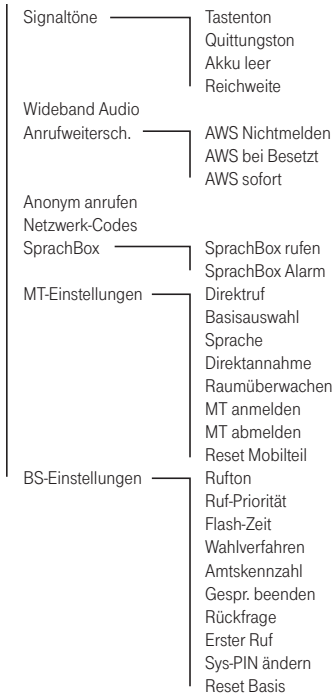 Signaltöne Tastenton
Quittungston
Akku leer
Reichweite
Wideband Audio
Anrufweitersch. AWS Nichtmelden
AWS bei Besetzt
AWS sofort
Anonym anrufen
Netzwerk-Codes
SprachBox SprachBox rufen
SprachBox Alarm
MT-Einstellungen Direktruf
Basisauswahl
Sprache
Direktannahme
Raumüberwachen
MT anmelden
MT abmelden
Reset Mobilteil
BS-Einstellungen Rufton
Ruf-Priorität
Flash-Zeit
Wahlverfahren
Amtskennzahl
Gespr. beenden
Rückfrage
Erster Ruf
Sys-PIN ändern
Reset Basis